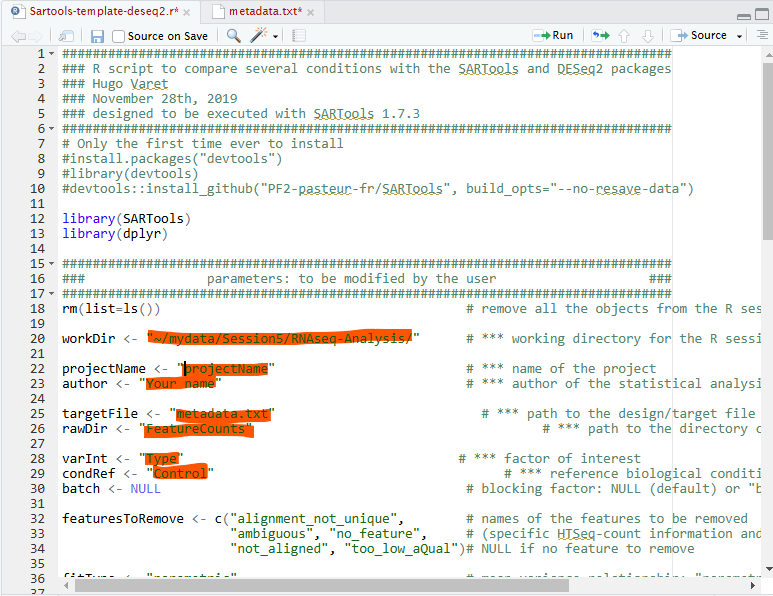 Sartools-template-deseq2.r* metadata.txt*
Source on Save Run Source
1 ##########################################################################
2 ### R script to compare several conditions with the SARTools and DESeq2 packages
3 ### Hugo Varet
4 ### November 28th, 2019
5 ### designed to be executed with SARTools 1.7.3
6 ##########################################################################
7 # Only the first time ever to install
8 #install.packages("devtools")
9 #library(devtools)
10 #devtools::install_github("PF2-pasteur-fr/SARTools", build_opts="--no-resave-data")
11
12 library(SARTools)
13 library(dplyr)
14
15 ##########################################################################
16 ### parameters: to be modified by the user ###
17 ##########################################################################
18 rm(list=ls()) # remove all the objects from the R ses
19
20 workDir <- "~/mydata/Session5/RNAseq-Analysis/" # *** working directory for the R sessi
21
22 projectName <- "projectName" # *** name of the project
23 author <- "Your name" # *** author of the statistical analysi
24
25 targetFile <- "metadata.txt" # *** path to the design/target file
26 rawDir <- "FeatureCounts" # *** path to the directory c
27
28 varInt <- "Type" # *** factor of interest
29 condRef <- "Control" # *** reference biological conditi
30 batch <- NULL # blocking factor: NULL (default) or "b
31
32 featuresToRemove <- c("alignment_not_unique", # names of the features to be removed
33 "ambiguous", "no_feature", # (specific HTSeq-count information and
34 "not_aligned", "too_low_aQual")# NULL if no feature to remove
35
36
37